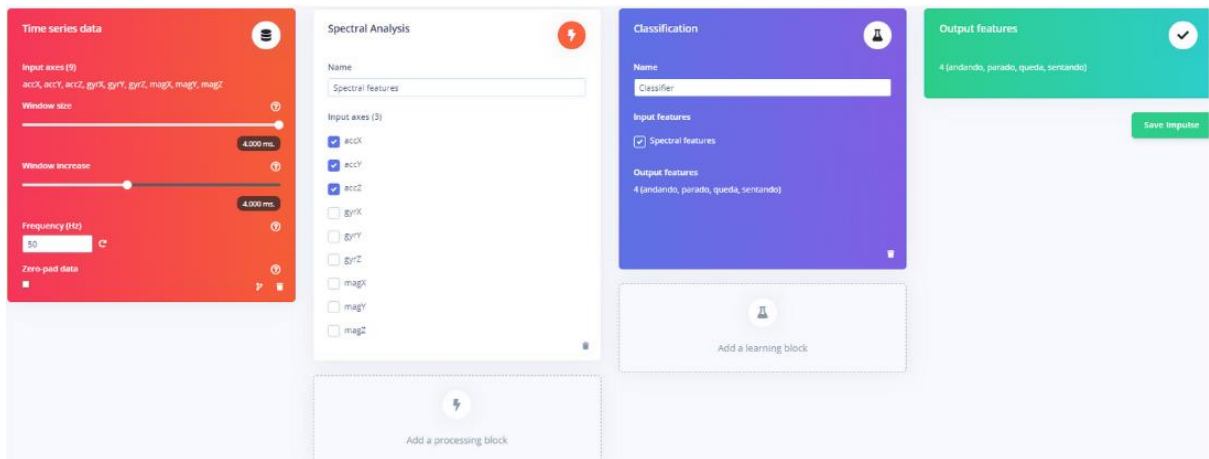 Time series data
Input axes (9)
accX, accY, accZ, gyrX, gyrY, gyrZ, magX, magY, magZ
Window size
4.000 ms.
Window increase
4.000 ms.
Frequency (Hz)
50
Zero-pad data
Spectral Analysis
Name
Spectral features
Input axes (3)
accX
accY
accZ
gyrX
gyrY
gyrZ
magX
magY
magZ
Add a processing block
Classification
Name
Classifier
Input features
Spectral features
Output features
4 (andando, parado, queda, sentando)
Add a learning block
Output features
4 (andando, parado, queda, sentando)
Save Impulse